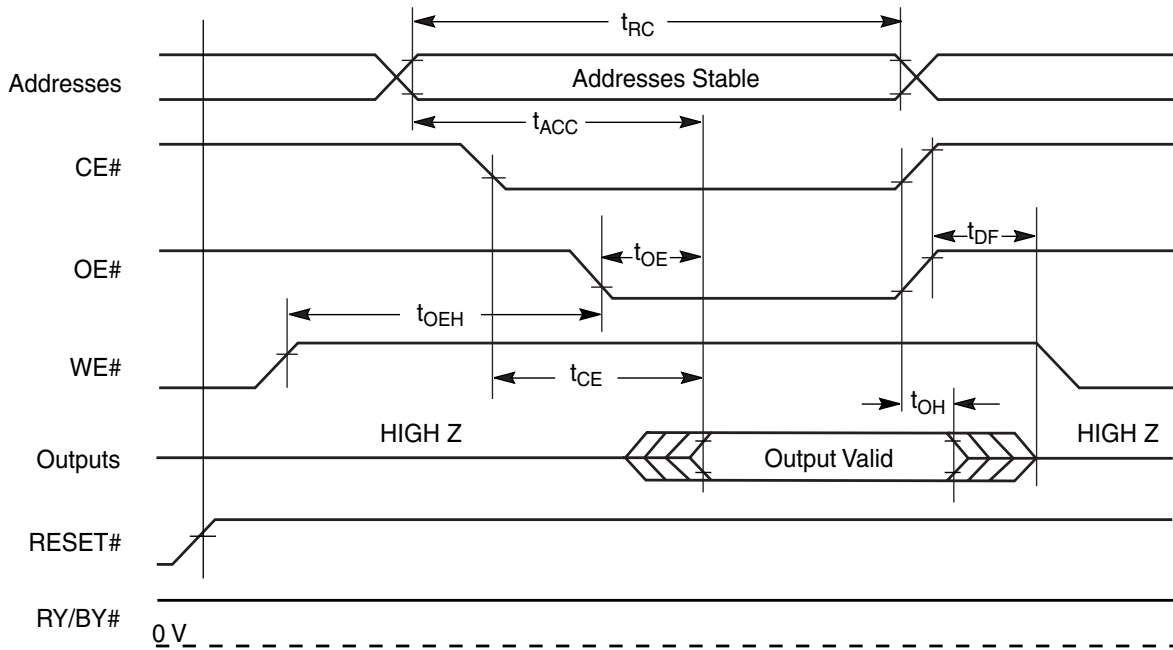 tRC
Addresses
Addresses Stable
tACC
CE#
tDF
OE#
tOE
tOEH
WE#
tCE
tOH
HIGH Z
HIGH Z
Outputs
Output Valid
RESET#
RY/BY#
0 V